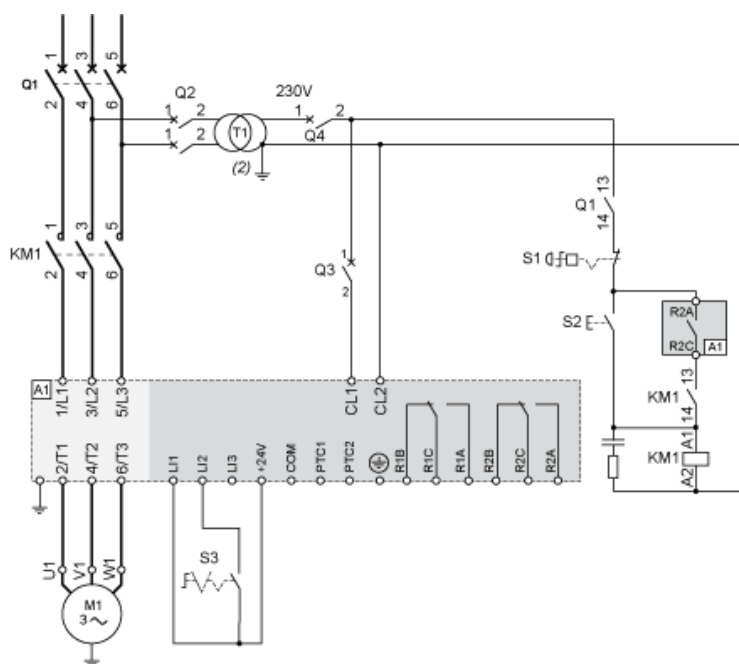 1 3 5
Q1
2 4 6
Q2
1 2
1 2
T1
(2)
230V
1 2
Q4
1 3 5
KM1
2 4 6
Q3
1
2
Q1
13
14
S1
S2
R2A
R2C
A1
KM1
13
14
KM1
A1
A2
A1
1/L1 3/L2 5/L3
CL1 CL2
2/T1 4/T2 6/T3
LI1 LI2 LI3 +24V COM PTC1 PTC2 R1B R1C R1A R2B R2C R2A
S3
U1 V1 W1
M1
3 ~